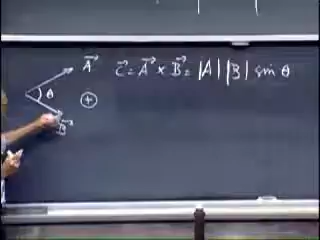 A⃗ C⃗ = A⃗ × B⃗ = |A| |B| sin θ
θ
⊕
B⃗